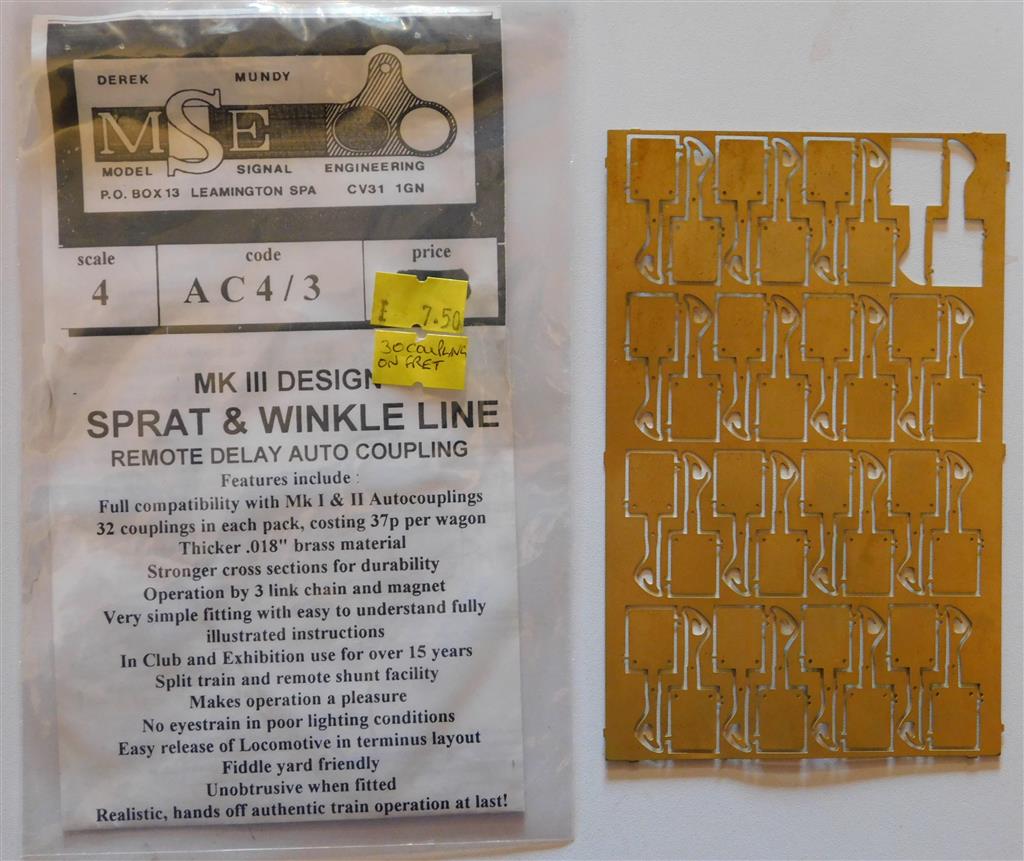 DEREK MUNDY
MSE
MODEL SIGNAL ENGINEERING
P.O. BOX 13 LEAMINGTON SPA CV31 1GN
scale code price
4 AC4/3
£ 7.50
30 COUPLING
ON FRET
MK III DESIGN
SPRAT & WINKLE LINE
REMOTE DELAY AUTO COUPLING
Features include :
Full compatibility with Mk I & II Autocouplings
32 couplings in each pack, costing 37p per wagon
Thicker .018" brass material
Stronger cross sections for durability
Operation by 3 link chain and magnet
Very simple fitting with easy to understand fully
illustrated instructions
In Club and Exhibition use for over 15 years
Split train and remote shunt facility
Makes operation a pleasure
No eyestrain in poor lighting conditions
Easy release of Locomotive in terminus layout
Fiddle yard friendly
Unobtrusive when fitted
Realistic, hands off authentic train operation at last!